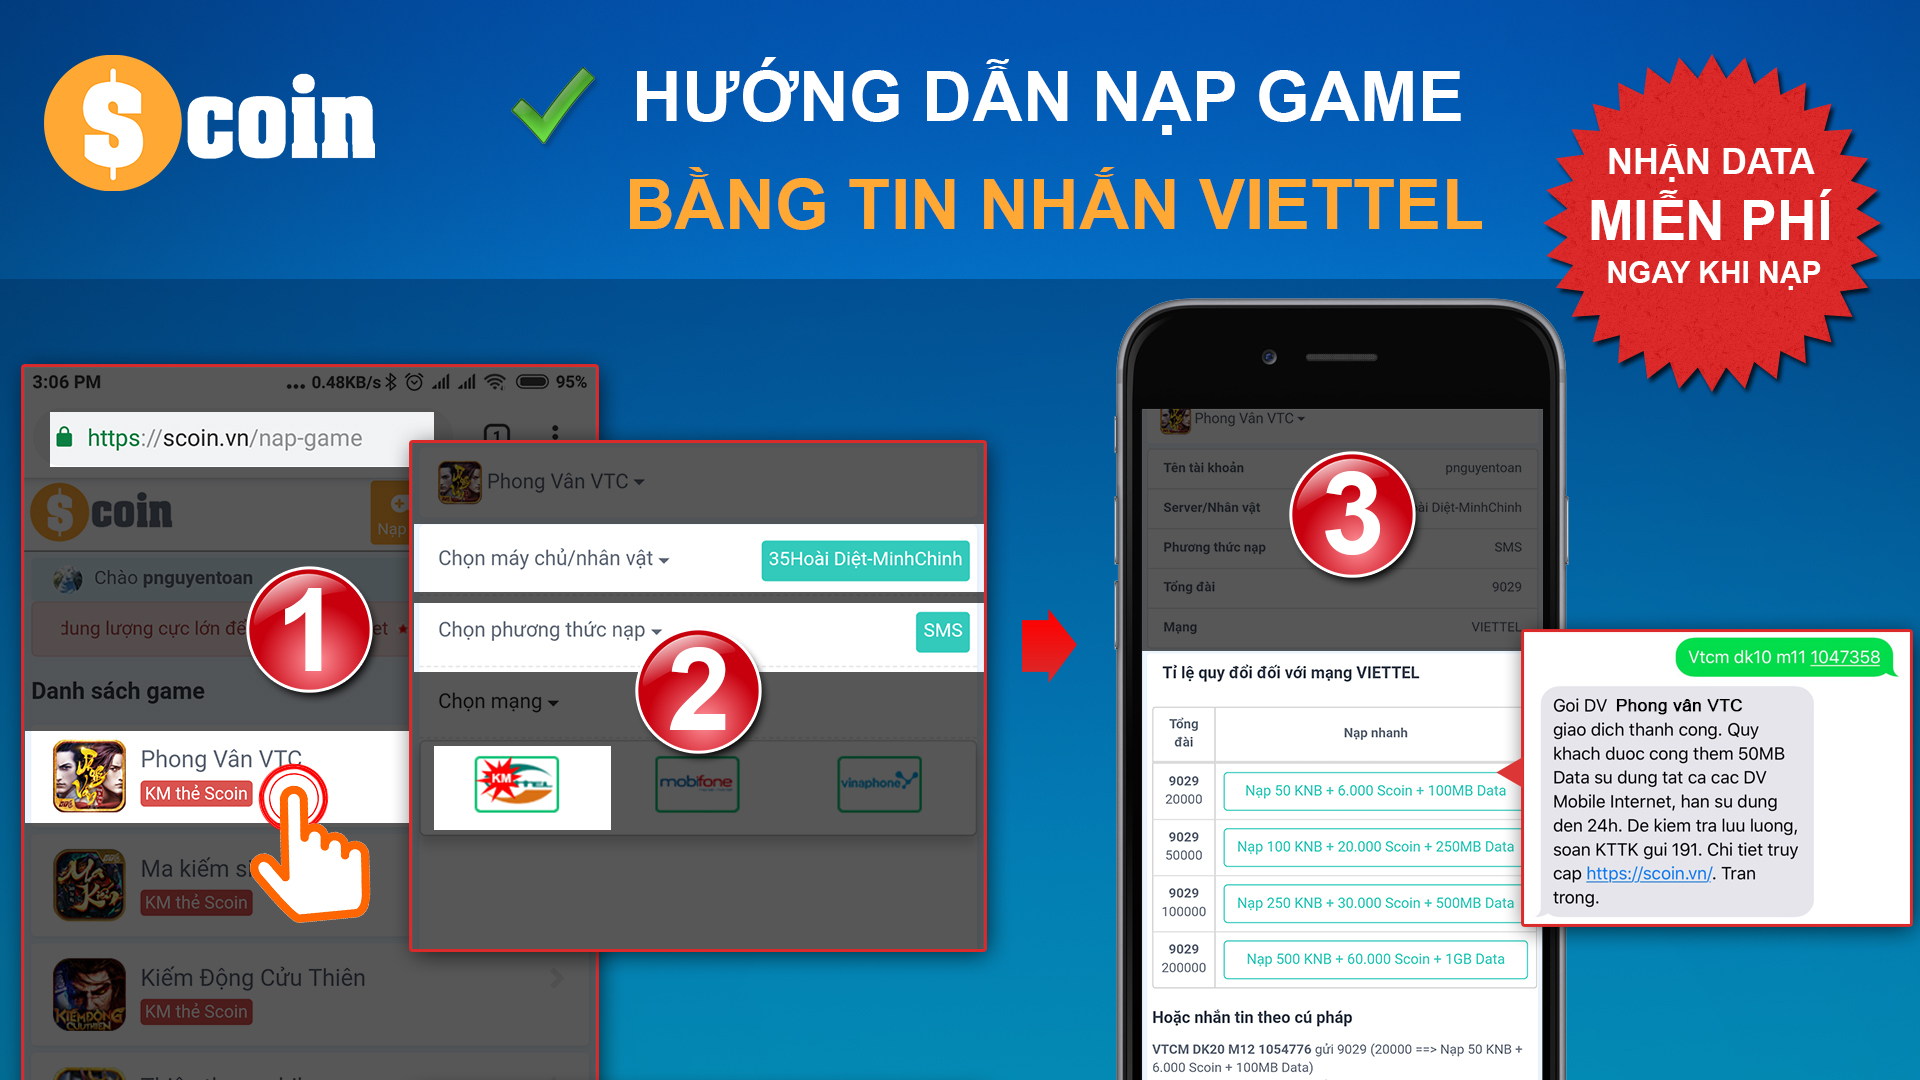 $coin
HƯỚNG DẪN NẠP GAME
BẰNG TIN NHẮN VIETTEL
NHẬN DATA
MIỄN PHÍ
NGAY KHI NẠP
3:06 PM
... 0.48KB/s
95%
https://scoin.vn/nap-game
1
$coin
Nạp
Chào pnguyentoan
dung lượng cực lớn để
et
1
Danh sách game
Phong Vân VTC
KM thẻ Scoin
Ma kiếm
KM thẻ Scoin
Kiếm Động Cửu Thiên
KM thẻ Scoin
Phong Vân VTC
Chọn máy chủ/nhân vật
35Hoài Diệt-MinhChinh
Chọn phương thức nạp
SMS
2
Chọn mạng
KM
TEL
mobifone
vinaphone
Phong Vân VTC
Tên tài khoản
pnguyentoan
Server/Nhân vật
ài Diệt-MinhChinh
3
Phương thức nạp
SMS
Tổng đài
9029
Mạng
VIETTEL
Tỉ lệ quy đổi đối với mạng VIETTEL
Tổng
đài
Nạp nhanh
9029
20000
Nạp 50 KNB + 6.000 Scoin + 100MB Data
9029
50000
Nạp 100 KNB + 20.000 Scoin + 250MB Data
9029
100000
Nạp 250 KNB + 30.000 Scoin + 500MB Data
9029
200000
Nạp 500 KNB + 60.000 Scoin + 1GB Data
Hoặc nhắn tin theo cú pháp
VTCM DK20 M12 1054776 gửi 9029 (20000 ==> Nạp 50 KNB +
6.000 Scoin + 100MB Data)
Vtcm dk10 m11 1047358
Goi DV Phong vân VTC
giao dich thanh cong. Quy
khach duoc cong them 50MB
Data su dung tat ca cac DV
Mobile Internet, han su dung
den 24h. De kiem tra luu luong,
soan KTTK gui 191. Chi tiet truy
cap https://scoin.vn/. Tran
trong.